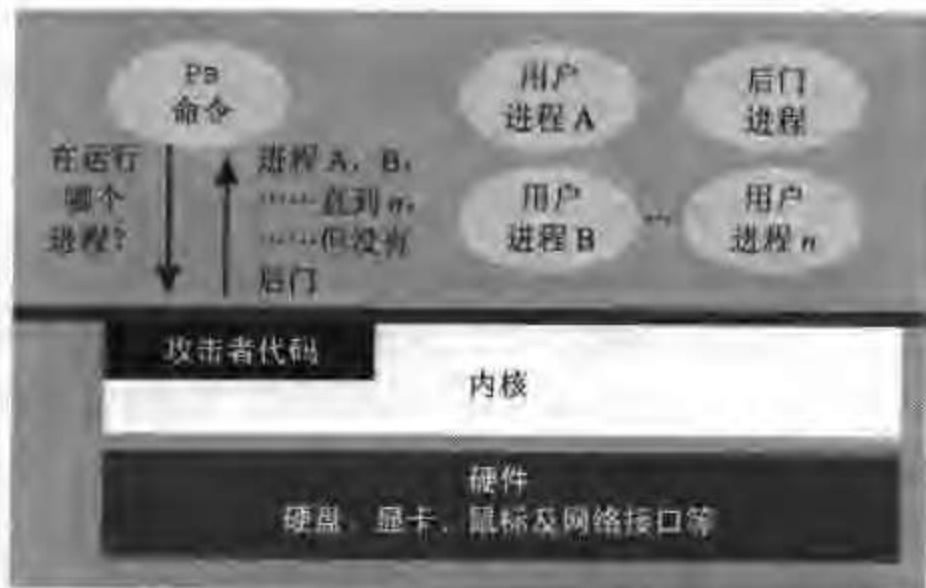 PS
命令
用户
进程 A
后门
进程
在运行
哪个
进程?
进程 A, B,
……直到 n,
……但没有
后门
用户
进程 B
…
用户
进程 n
攻击者代码
内核
硬件
硬盘、显卡、鼠标及网络接口等